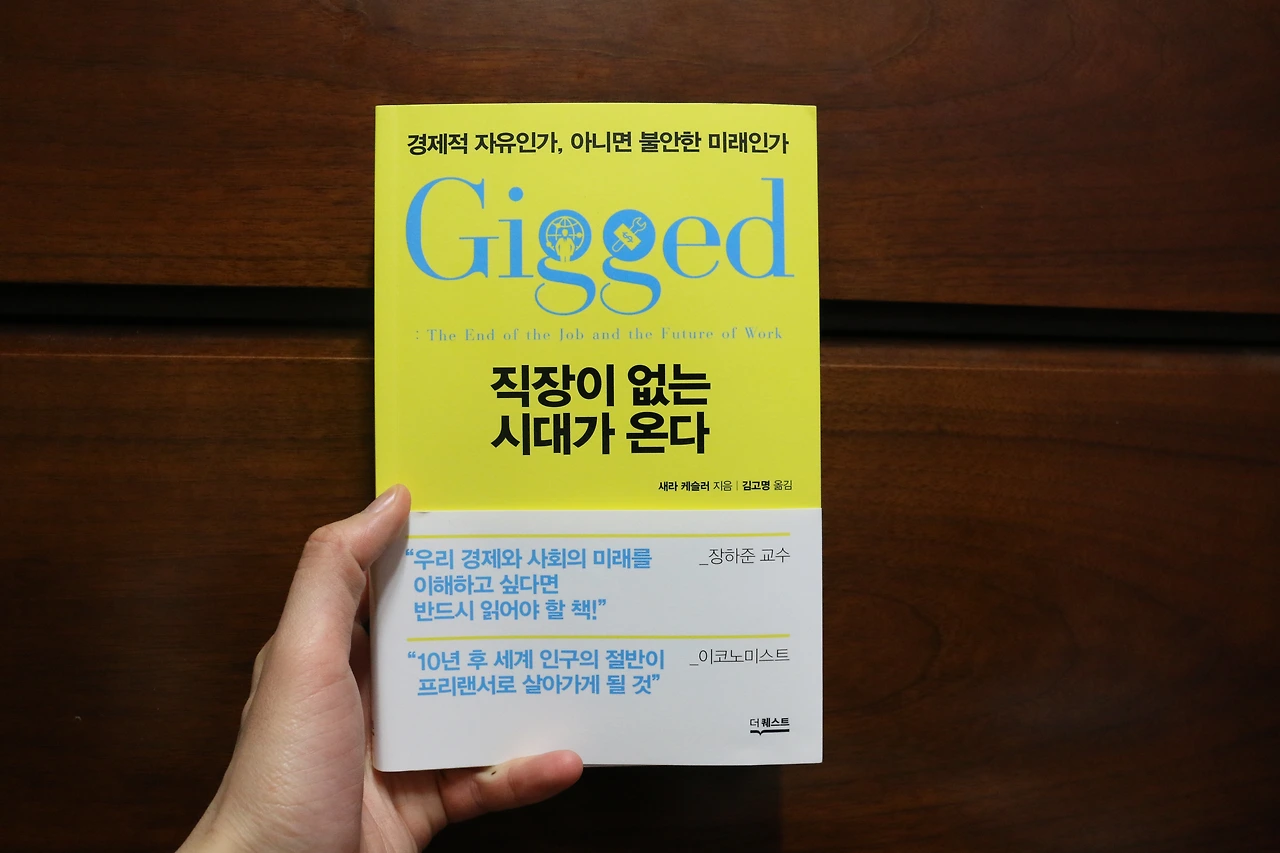 경제적 자유인가, 아니면 불안한 미래인가
Gigged
: The End of the Job and the Future of Work
직장이 없는
시대가 온다
새라 케슬러 지음 | 김고명 옮김
“우리 경제와 사회의 미래를
이해하고 싶다면
반드시 읽어야 할 책!”
_장하준 교수
“10년 후 세계 인구의 절반이
프리랜서로 살아가게 될 것”
_이코노미스트
더퀘스트